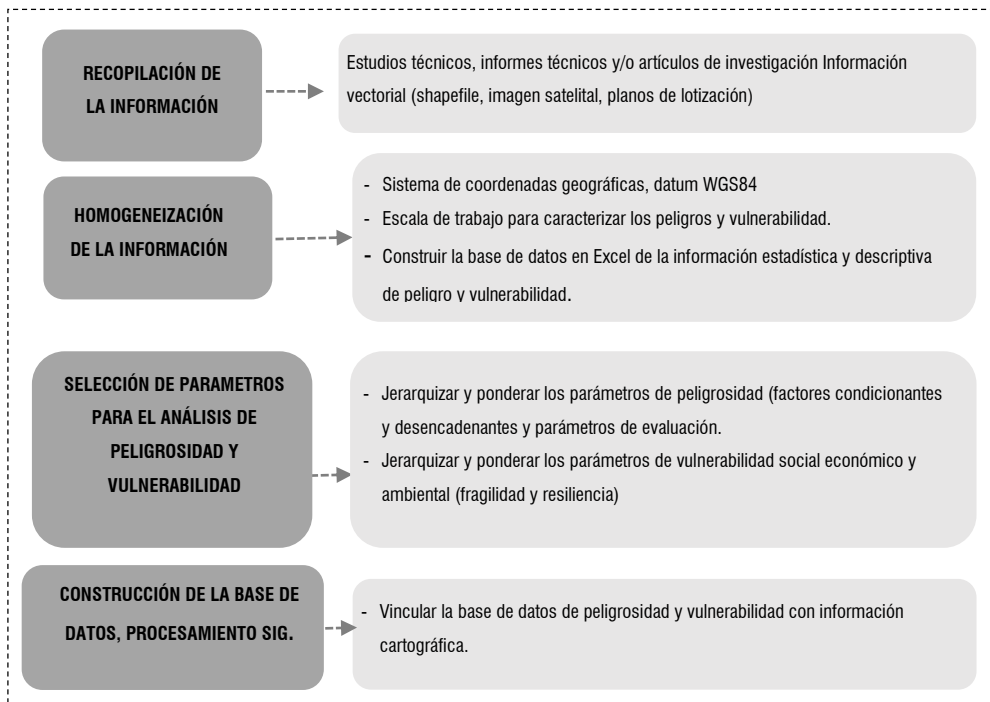 RECOPILACIÓN DE
LA INFORMACIÓN
Estudios técnicos, informes técnicos y/o artículos de investigación Información
vectorial (shapefile, imagen satelital, planos de lotización)
HOMOGENEIZACIÓN
DE LA INFORMACIÓN
- Sistema de coordenadas geográficas, datum WGS84
- Escala de trabajo para caracterizar los peligros y vulnerabilidad.
- Construir la base de datos en Excel de la información estadística y descriptiva
de peligro y vulnerabilidad.
SELECCIÓN DE PARAMETROS
PARA EL ANÁLISIS DE
PELIGROSIDAD Y
VULNERABILIDAD
- Jerarquizar y ponderar los parámetros de peligrosidad (factores condicionantes
y desencadenantes y parámetros de evaluación.
- Jerarquizar y ponderar los parámetros de vulnerabilidad social económico y
ambiental (fragilidad y resiliencia)
CONSTRUCCIÓN DE LA BASE DE
DATOS, PROCESAMIENTO SIG.
- Vincular la base de datos de peligrosidad y vulnerabilidad con información
cartográfica.